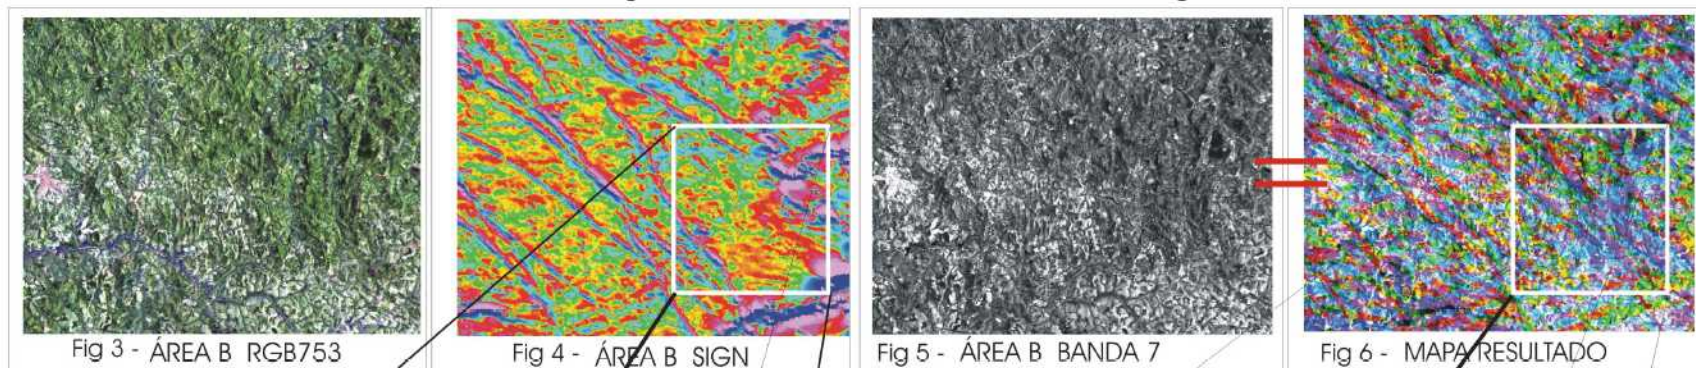 Fig 3 - ÁREA B RGB753
Fig 4 - ÁREA B SIGN
Fig 5 - ÁREA B BANDA 7
Fig 6 - MAPA RESULTADO